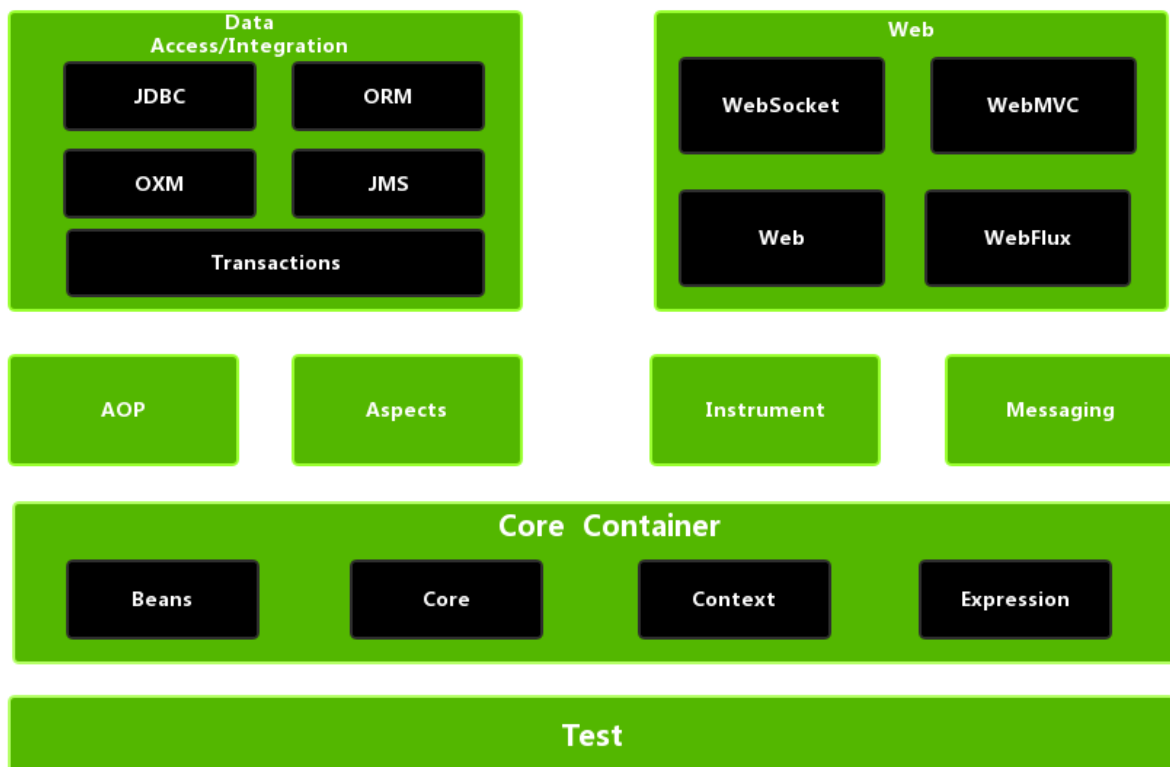 Data
Access/Integration
JDBC
ORM
OXM
JMS
Transactions
Web
WebSocket
WebMVC
Web
WebFlux
AOP
Aspects
Instrument
Messaging
Core Container
Beans
Core
Context
Expression
Test